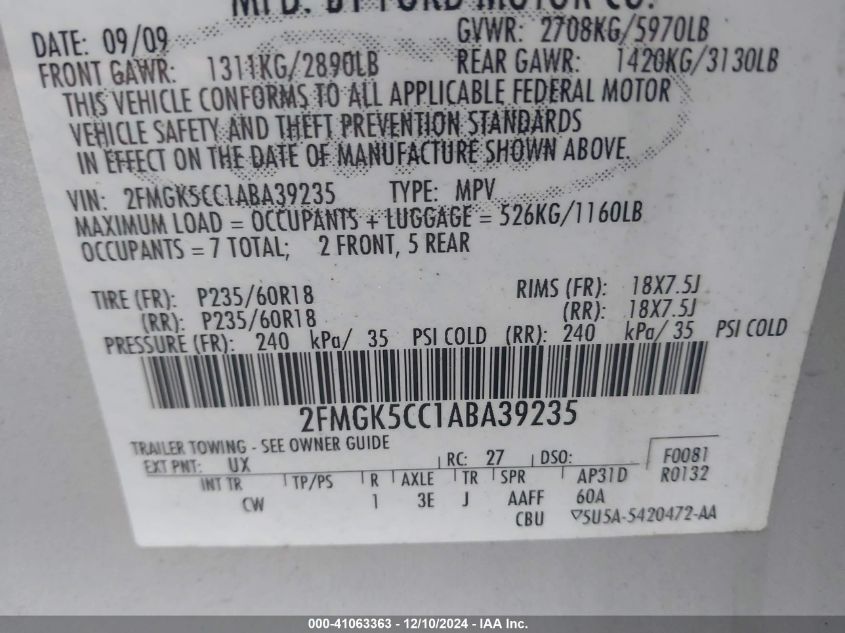 MFD. BY FORD MOTOR CO.
DATE: 09/09 GVWR: 2708KG/5970LB
FRONT GAWR: 1311KG/2890LB REAR GAWR: 1420KG/3130LB
THIS VEHICLE CONFORMS TO ALL APPLICABLE FEDERAL MOTOR
VEHICLE SAFETY AND THEFT PREVENTION STANDARDS
IN EFFECT ON THE DATE OF MANUFACTURE SHOWN ABOVE.
VIN: 2FMGK5CC1ABA39235 TYPE: MPV
MAXIMUM LOAD = OCCUPANTS + LUGGAGE = 526KG/1160LB
OCCUPANTS = 7 TOTAL; 2 FRONT, 5 REAR
TIRE (FR): P235/60R18 RIMS (FR): 18X7.5J
(RR): P235/60R18 (RR): 18X7.5J
PRESSURE (FR): 240 kPa/ 35 PSI COLD (RR): 240 kPa/ 35 PSI COLD
2FMGK5CC1ABA39235
TRAILER TOWING - SEE OWNER GUIDE
EXT PNT: UX RC: 27 DSO: F0081
INT TR TP/PS R AXLE TR SPR AP31D R0132
CW 1 3E J AAFF 60A
CBU 5U5A-5420472-AA
000-41063363 - 12/10/2024 - IAA Inc.